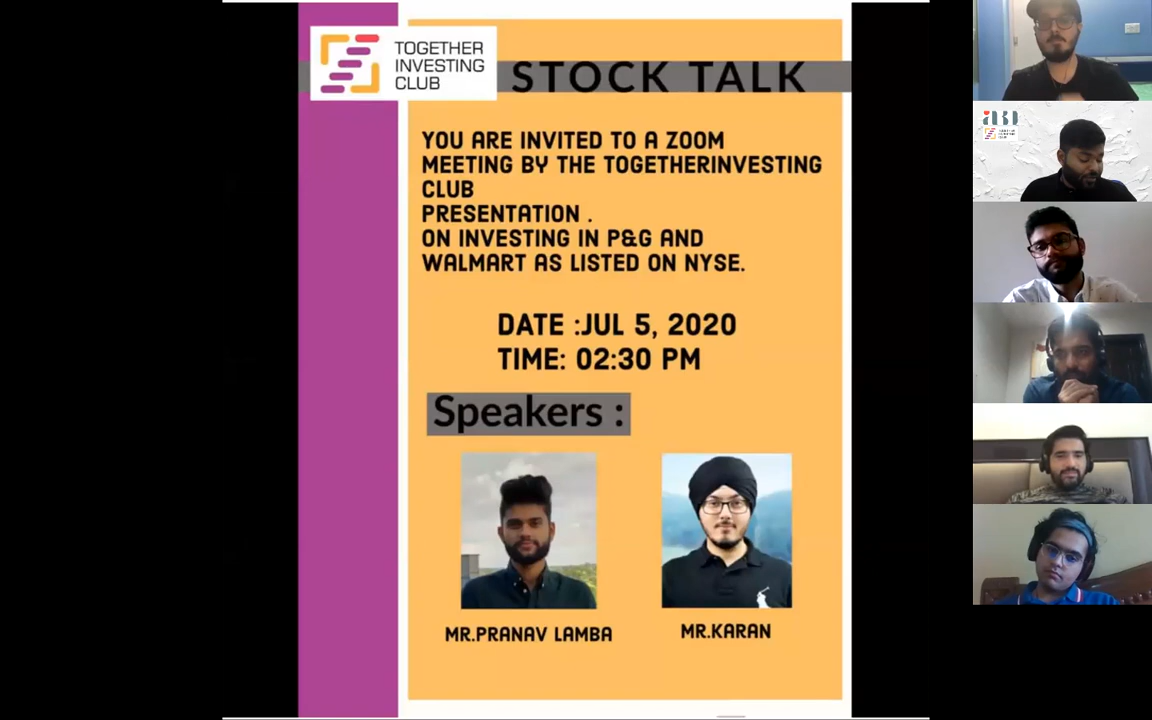 TOGETHER
INVESTING
CLUB
STOCK TALK
YOU ARE INVITED TO A ZOOM
MEETING BY THE TOGETHERINVESTING
CLUB
PRESENTATION .
ON INVESTING IN P&G AND
WALMART AS LISTED ON NYSE.
DATE :JUL 5, 2020
TIME: 02:30 PM
Speakers :
MR.PRANAV LAMBA
MR.KARAN